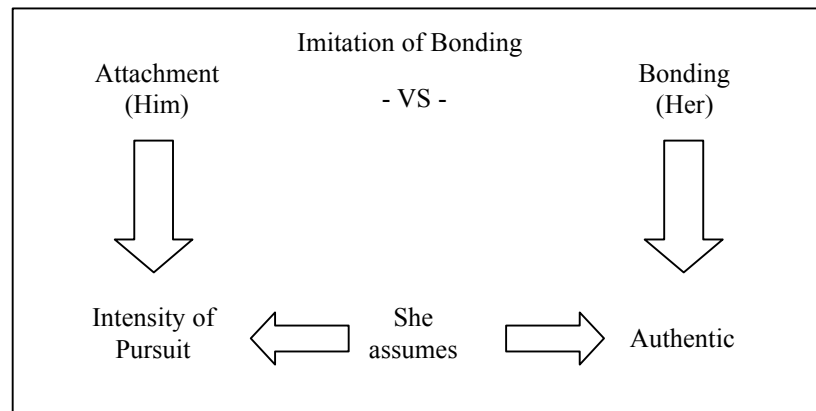 Imitation of Bonding
Attachment
(Him)
- VS -
Bonding
(Her)
Intensity of
Pursuit
She
assumes
Authentic